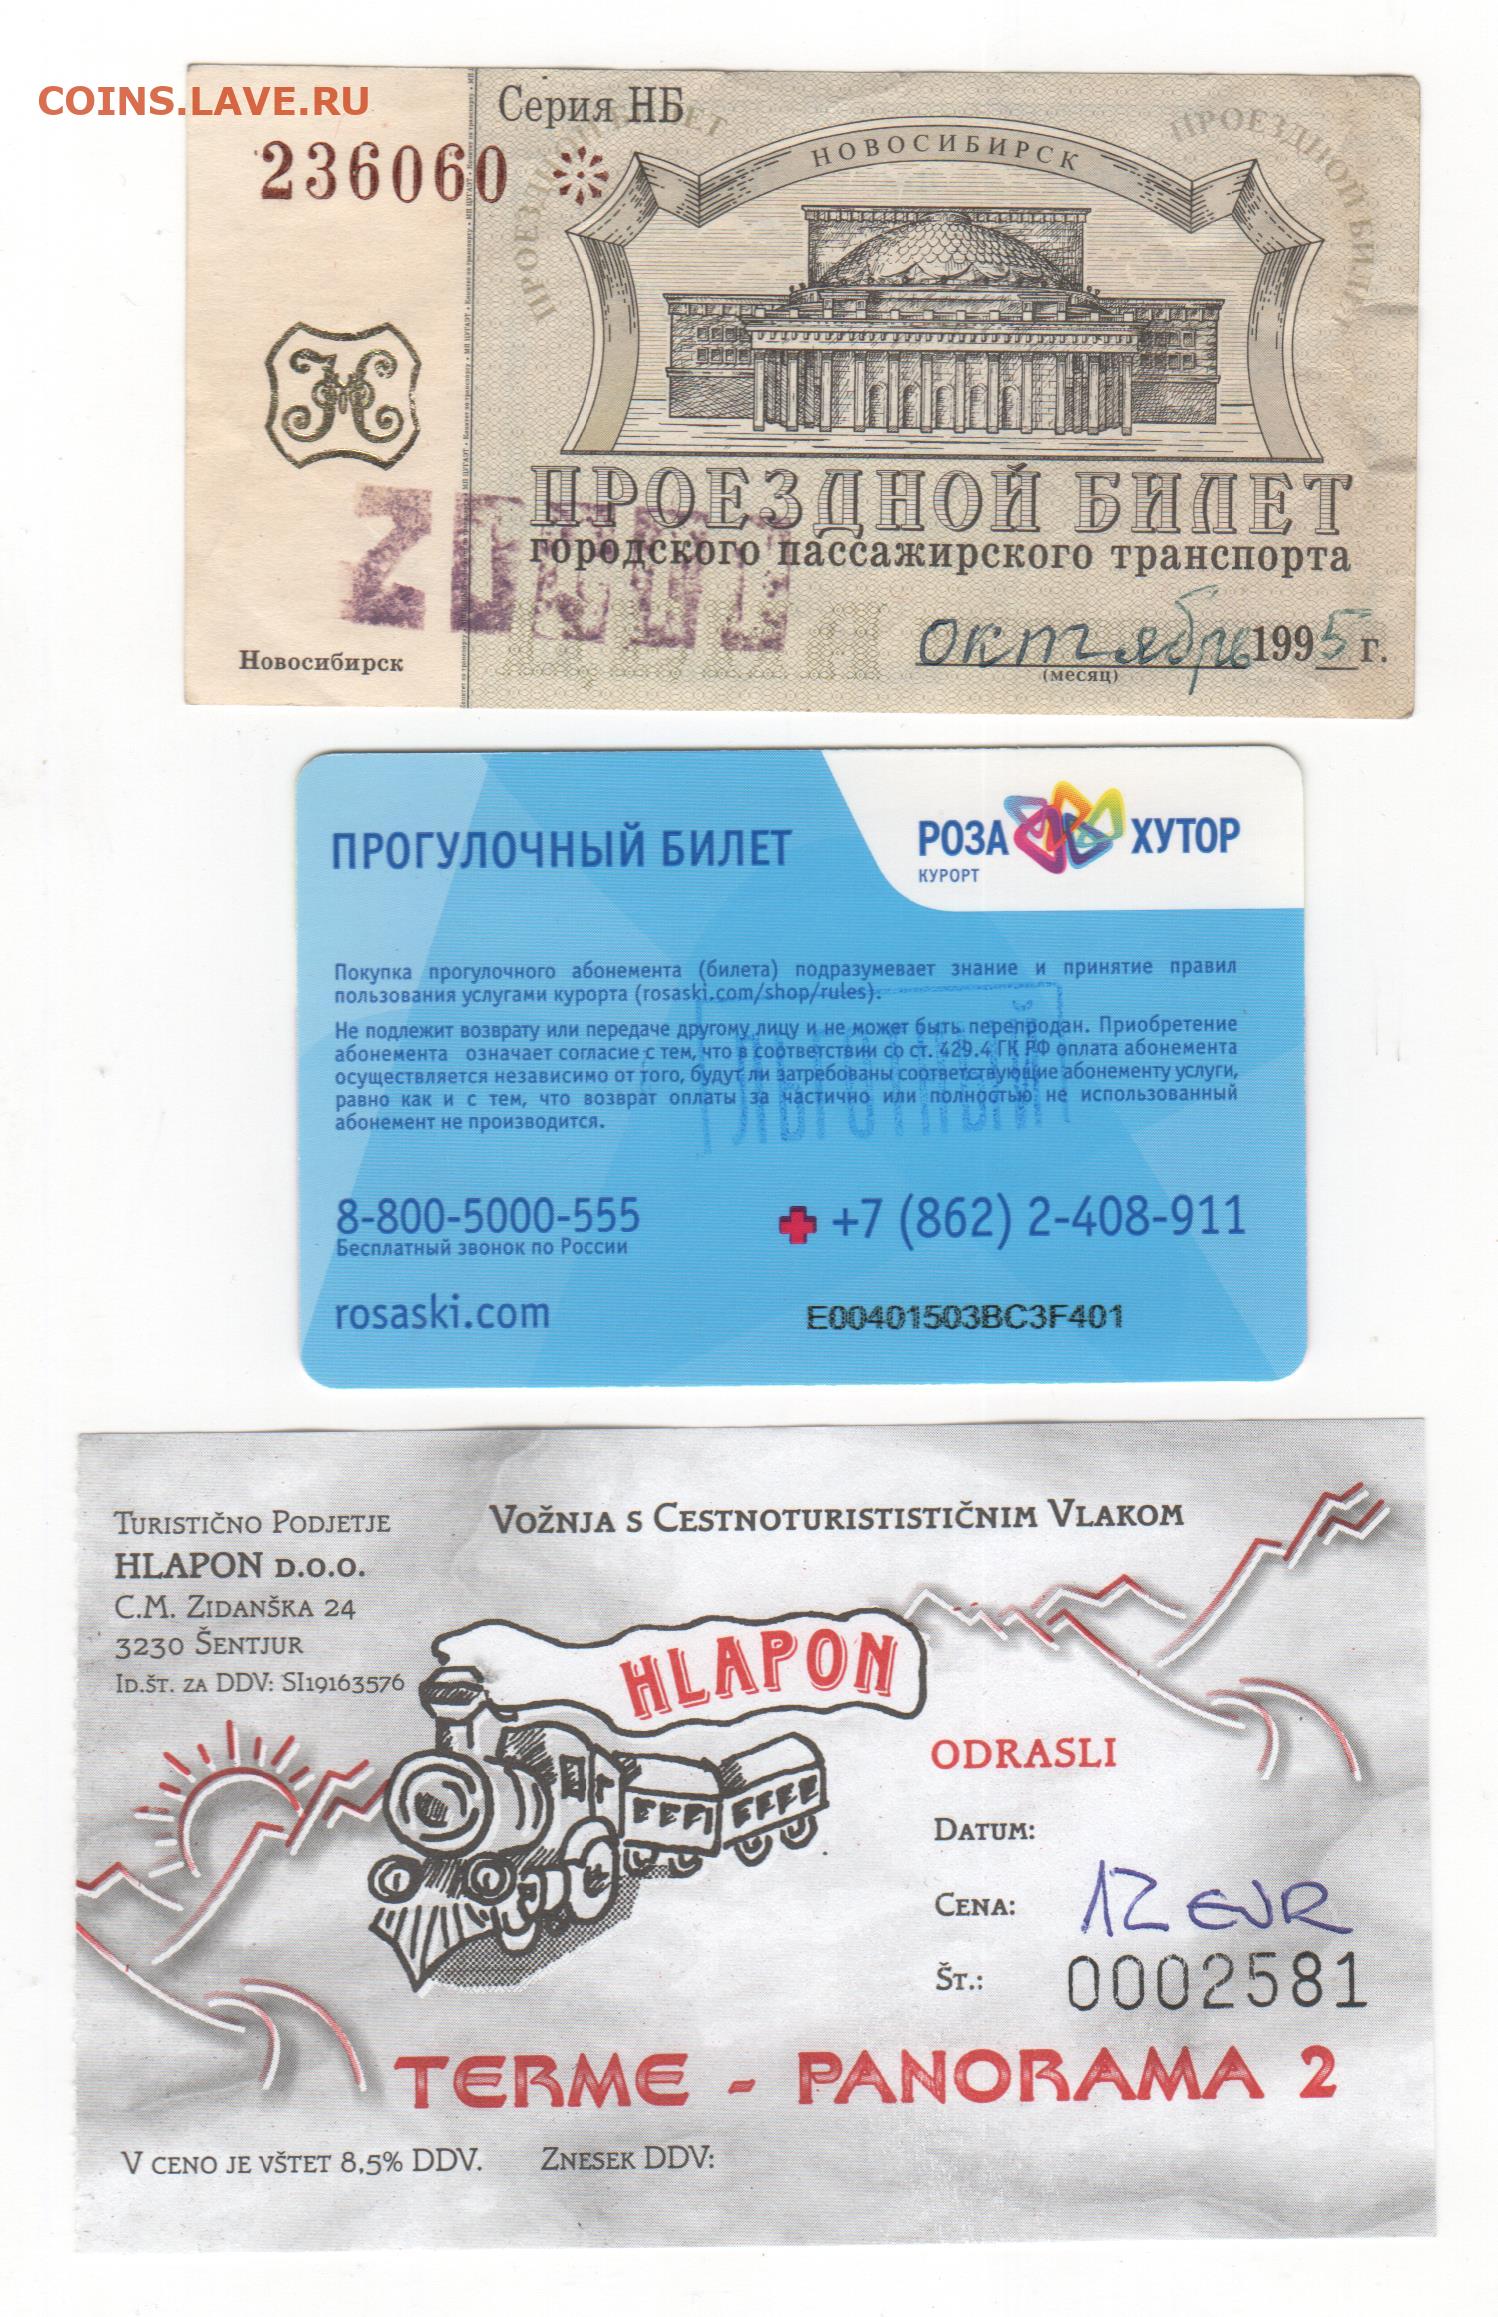 COINS.LAVE.RU
Серия НБ
236060
ПРОЕЗДНОЙ БИЛЕТ
ПРОЕЗДНОЙ БИЛЕТ
НОВОСИБИРСК
ПРОЕЗДНОЙ БИЛЕТ
городского пассажирского транспорта
октябрь 1995 г.
(месяц)
Новосибирск
ПРОГУЛОЧНЫЙ БИЛЕТ
РОЗА ХУТОР
КУРОРТ
Покупка прогулочного абонемента (билета) подразумевает знание и принятие правил
пользования услугами курорта (rosaski.com/shop/rules).
Не подлежит возврату или передаче другому лицу и не может быть перепродан. Приобретение
абонемента означает согласие с тем, что в соответствии со ст. 429.4 ГК РФ оплата абонемента
осуществляется независимо от того, будут ли затребованы соответствующие абонементу услуги,
равно как и с тем, что возврат оплаты за частично или полностью не использованный
абонемент не производится.
ЛЬГОТНЫЙ
8-800-5000-555
Бесплатный звонок по России
+7 (862) 2-408-911
rosaski.com
E00401503BC3F401
TURISTIČNO PODJETJE
HLAPON D.O.O.
C.M. ZIDANŠKA 24
3230 ŠENTJUR
ID.ŠT. ZA DDV: SI19163576
VOŽNJA S CESTNOTURISTISTIČNIM VLAKOM
HLAPON
ODRASLI
DATUM:
CENA: 12 EUR
ŠT.: 0002581
TERME - PANORAMA 2
V CENO JE VŠTET 8,5% DDV. ZNESEK DDV: